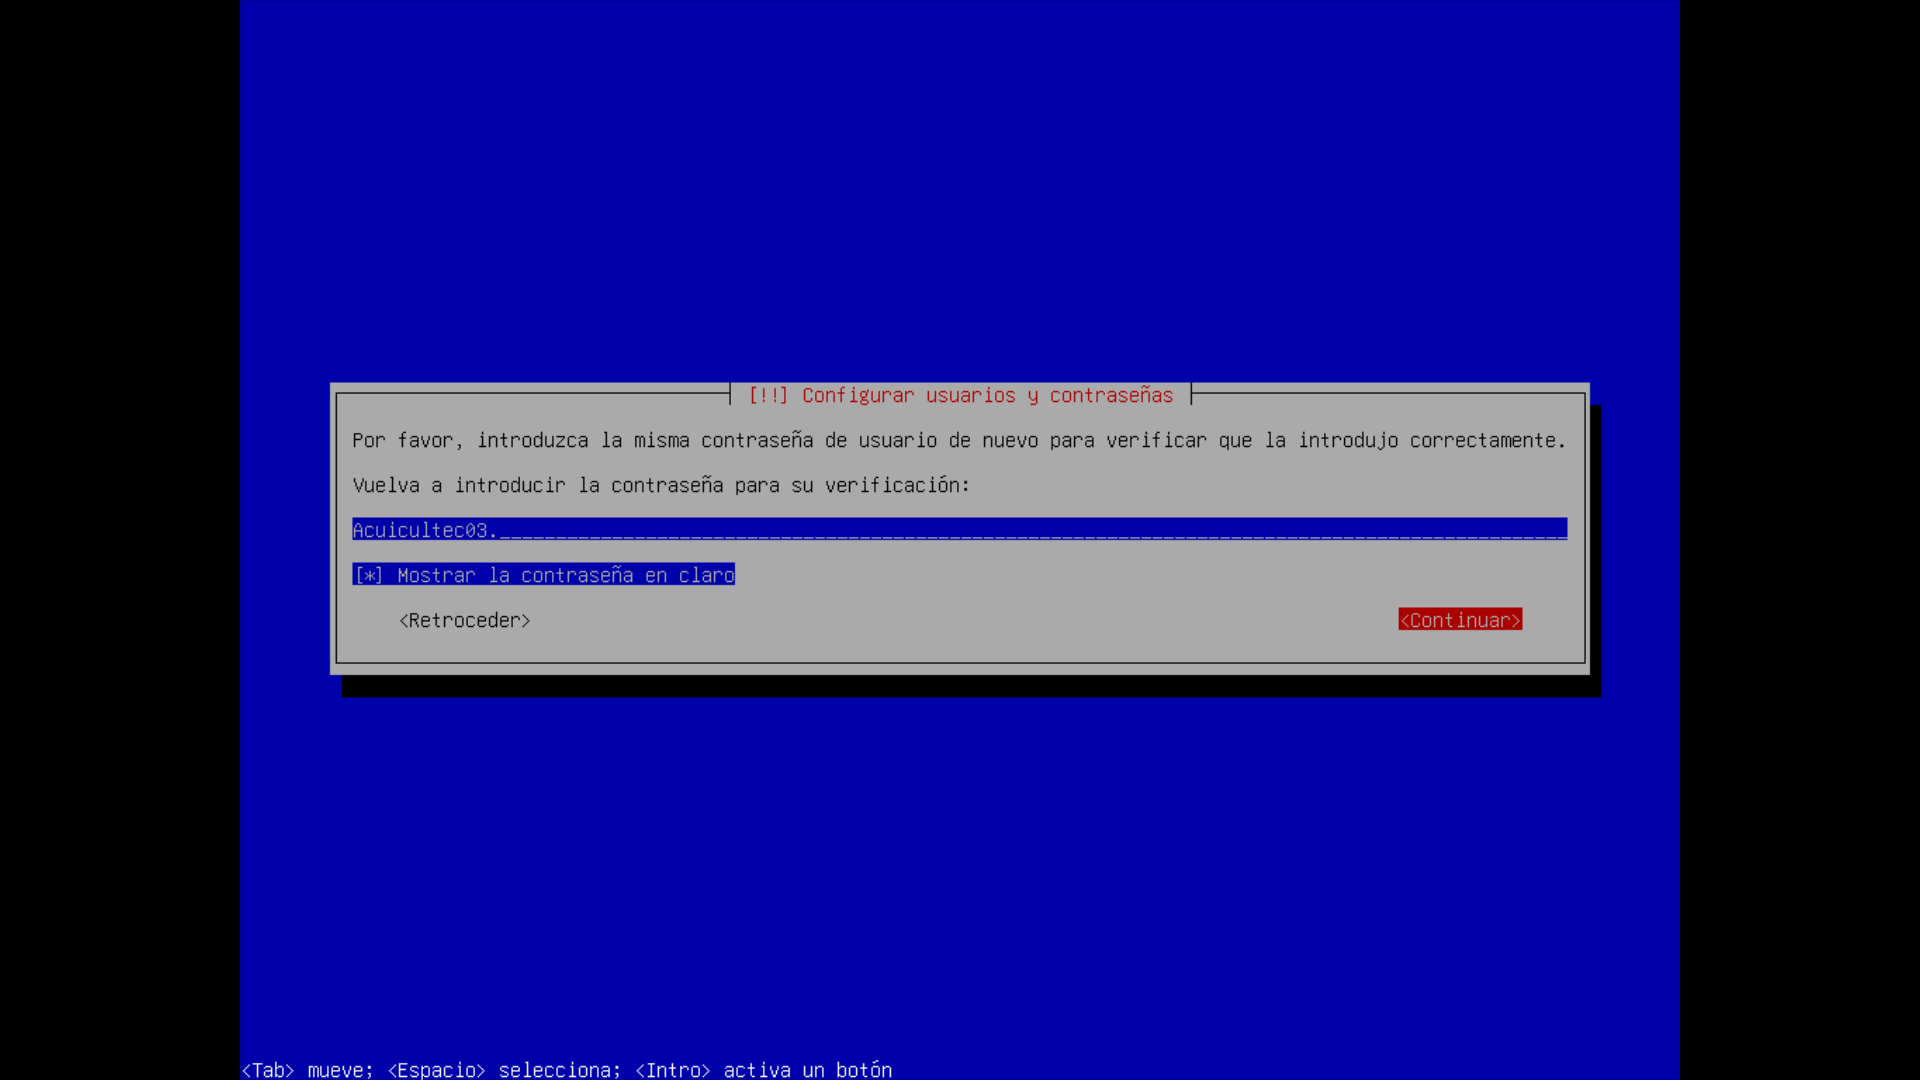 [!!] Configurar usuarios y contraseñas
Por favor, introduzca la misma contraseña de usuario de nuevo para verificar que la introdujo correctamente.
Vuelva a introducir la contraseña para su verificación:
Acuicultec03.
[*] Mostrar la contraseña en claro
<Retroceder> <Continuar>
<Tab> mueve; <Espacio> selecciona; <Intro> activa un botón